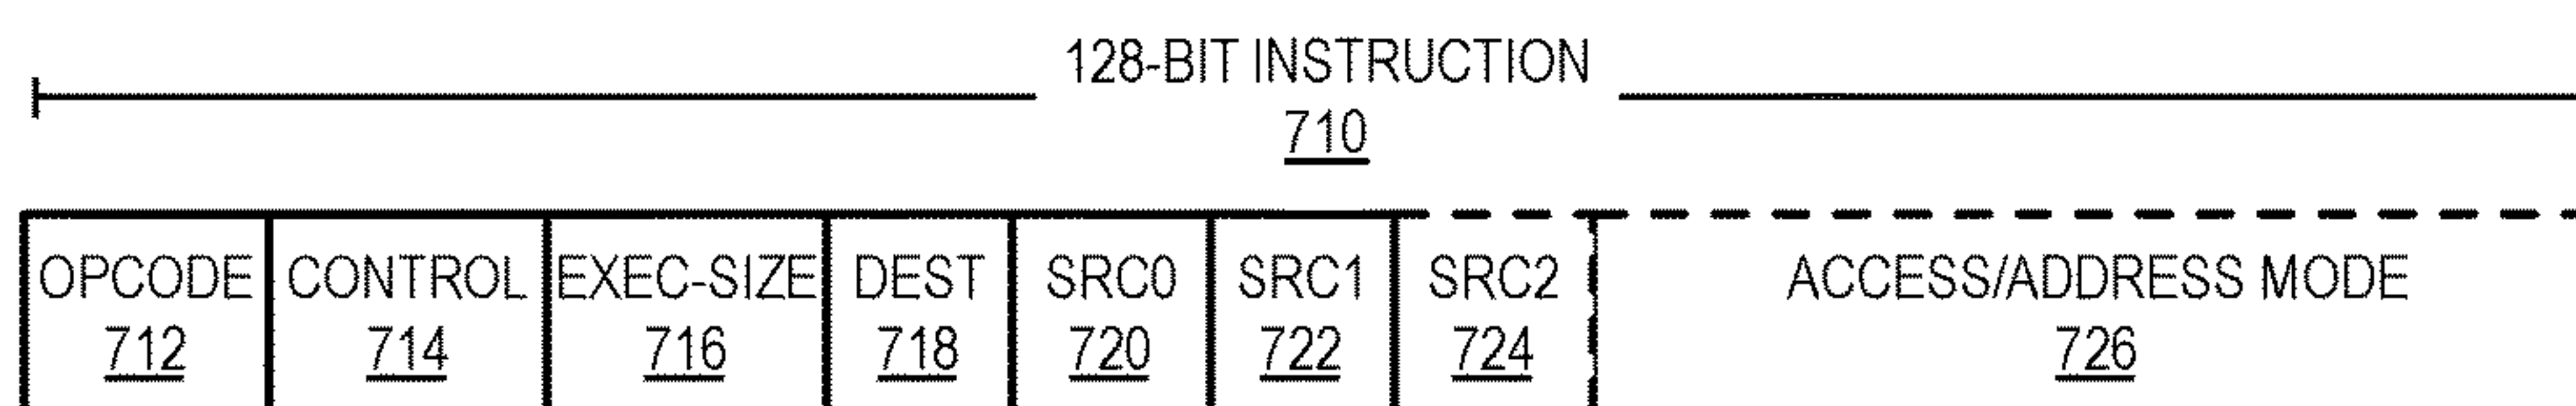 128-BIT INSTRUCTION
710
OPCODE CONTROL EXEC-SIZE DEST SRC0 SRC1 SRC2 ACCESS/ADDRESS MODE
712 714 716 718 720 722 724 726